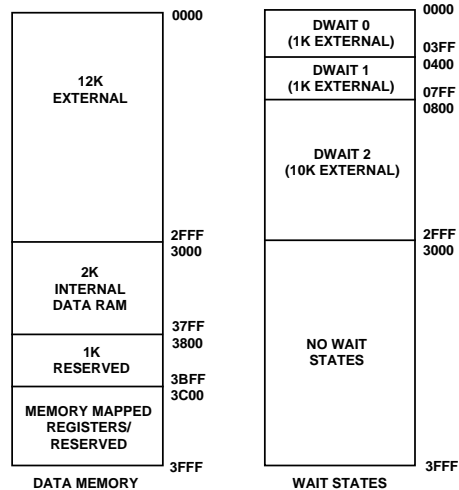 0000
12K
EXTERNAL
2FFF
3000
2K
INTERNAL
DATA RAM
37FF
3800
1K
RESERVED
3BFF
3C00
MEMORY MAPPED
REGISTERS/
RESERVED
3FFF
DATA MEMORY
0000
DWAIT 0
(1K EXTERNAL)
03FF
0400
DWAIT 1
(1K EXTERNAL)
07FF
0800
DWAIT 2
(10K EXTERNAL)
2FFF
3000
NO WAIT
STATES
3FFF
WAIT STATES